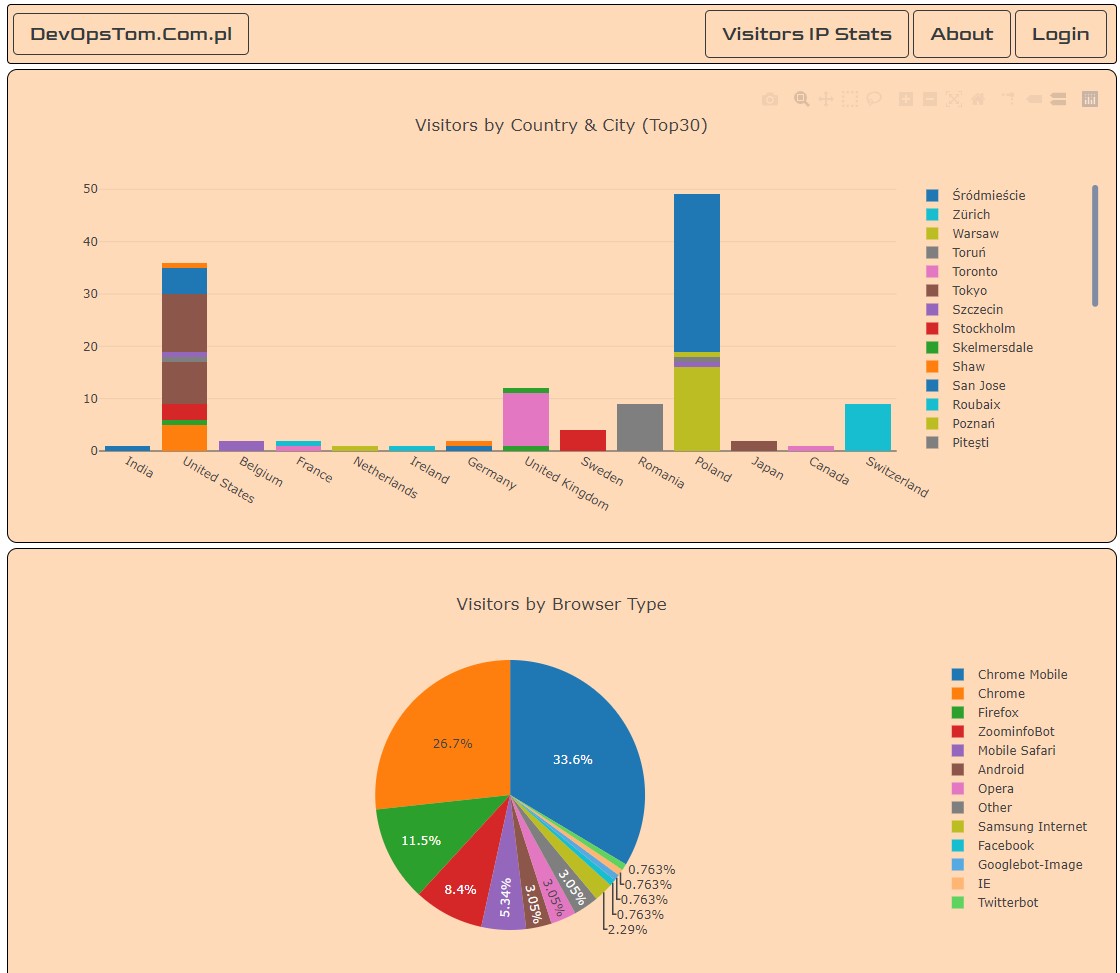 DevOpsTom.Com.pl
Visitors IP Stats
About
Login
Visitors by Country & City (Top30)
50
40
30
20
10
0
India
United States
Belgium
France
Netherlands
Ireland
Germany
United Kingdom
Sweden
Romania
Poland
Japan
Canada
Switzerland
Śródmieście
Zürich
Warsaw
Toruń
Toronto
Tokyo
Szczecin
Stockholm
Skelmersdale
Shaw
San Jose
Roubaix
Poznań
Piteşti
Visitors by Browser Type
33.6%
26.7%
11.5%
8.4%
5.34%
3.05%
3.05%
3.05%
0.763%
0.763%
0.763%
0.763%
2.29%
Chrome Mobile
Chrome
Firefox
ZoominfoBot
Mobile Safari
Android
Opera
Other
Samsung Internet
Facebook
Googlebot-Image
IE
Twitterbot